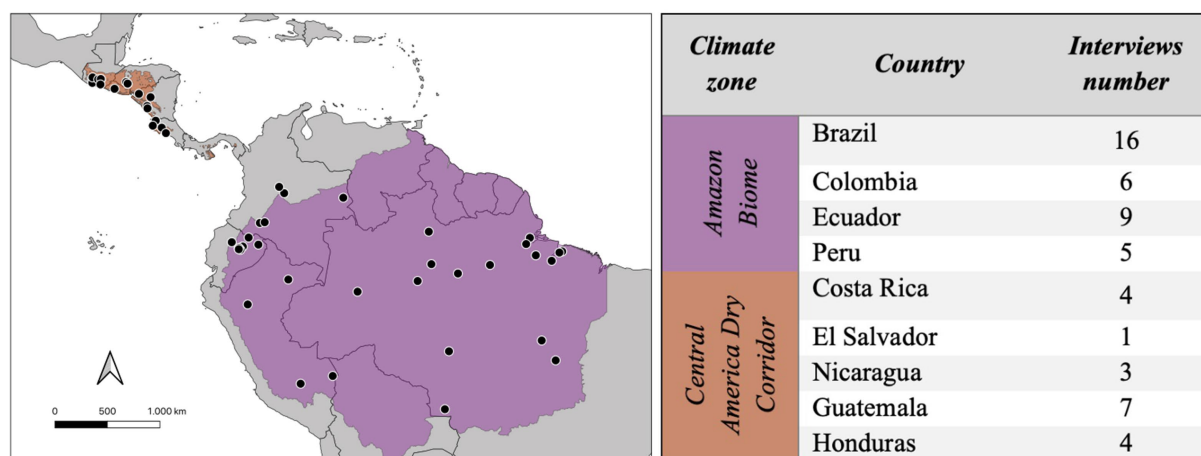 0 500 1.000 km
Climate zone Country Interviews number
Amazon Biome
Brazil 16
Colombia 6
Ecuador 9
Peru 5
Central America Dry Corridor
Costa Rica 4
El Salvador 1
Nicaragua 3
Guatemala 7
Honduras 4